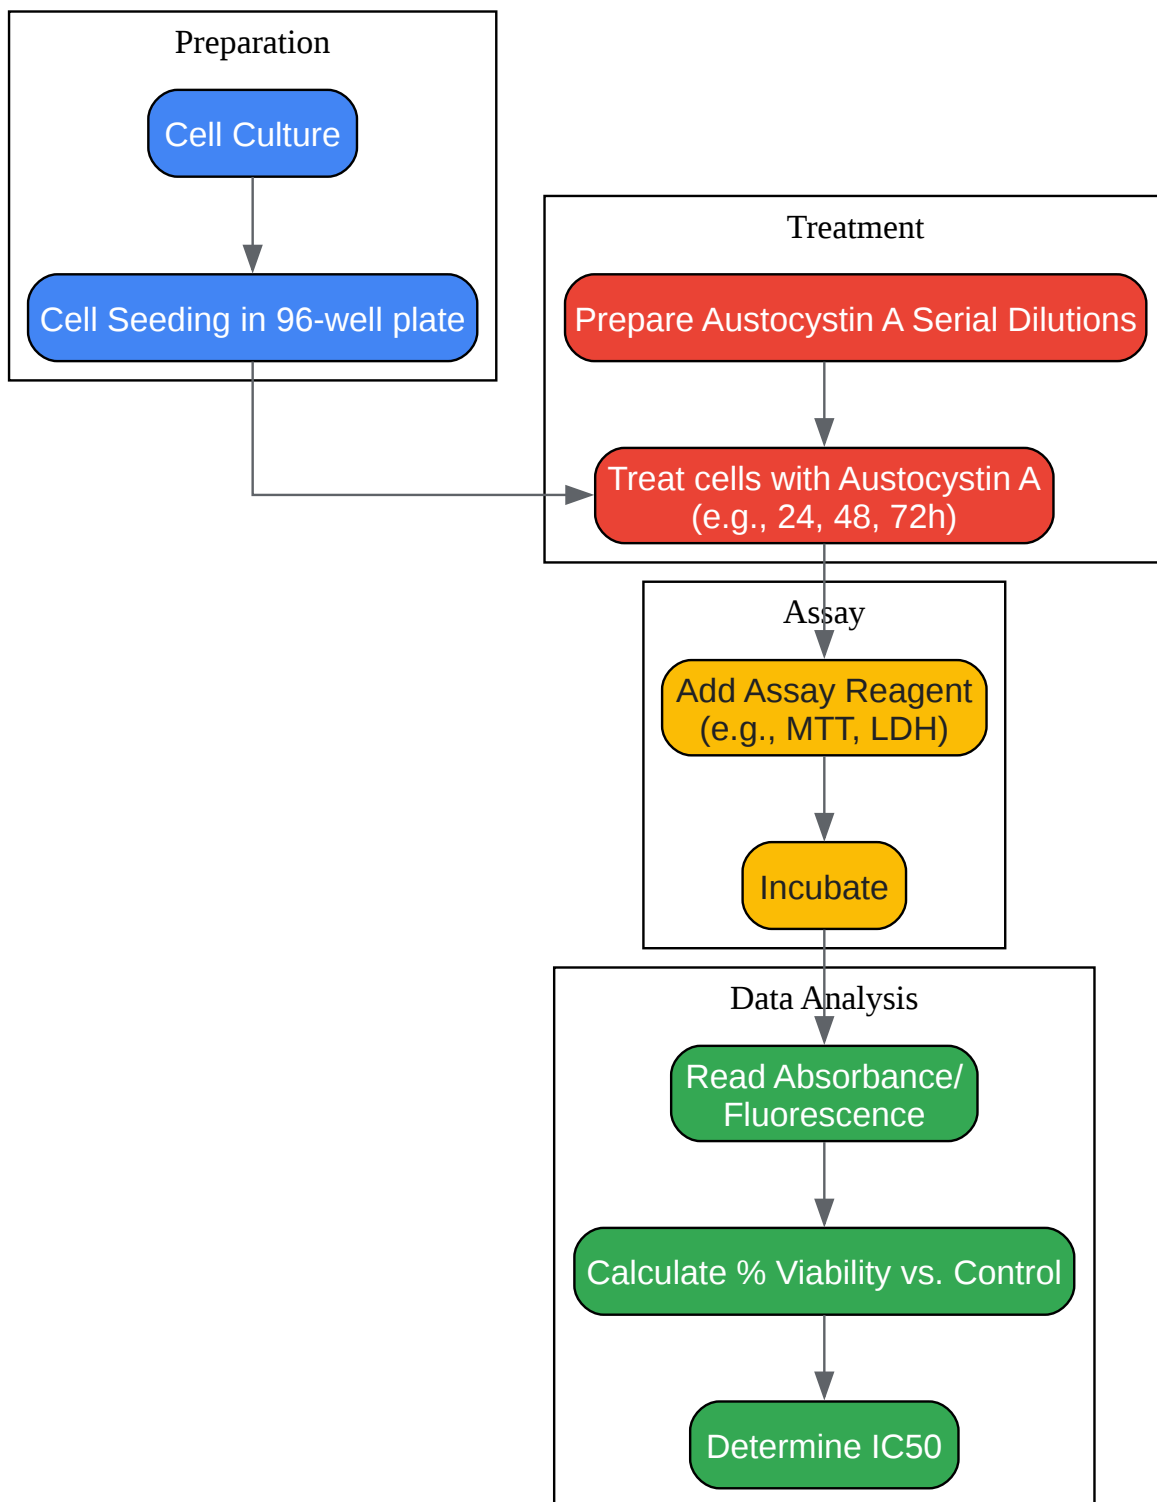 Preparation
Cell Culture
Cell Seeding in 96-well plate
Treatment
Prepare Austocystin A Serial Dilutions
Treat cells with Austocystin A
(e.g., 24, 48, 72h)
Assay
Add Assay Reagent
(e.g., MTT, LDH)
Incubate
Data Analysis
Read Absorbance/
Fluorescence
Calculate % Viability vs. Control
Determine IC50